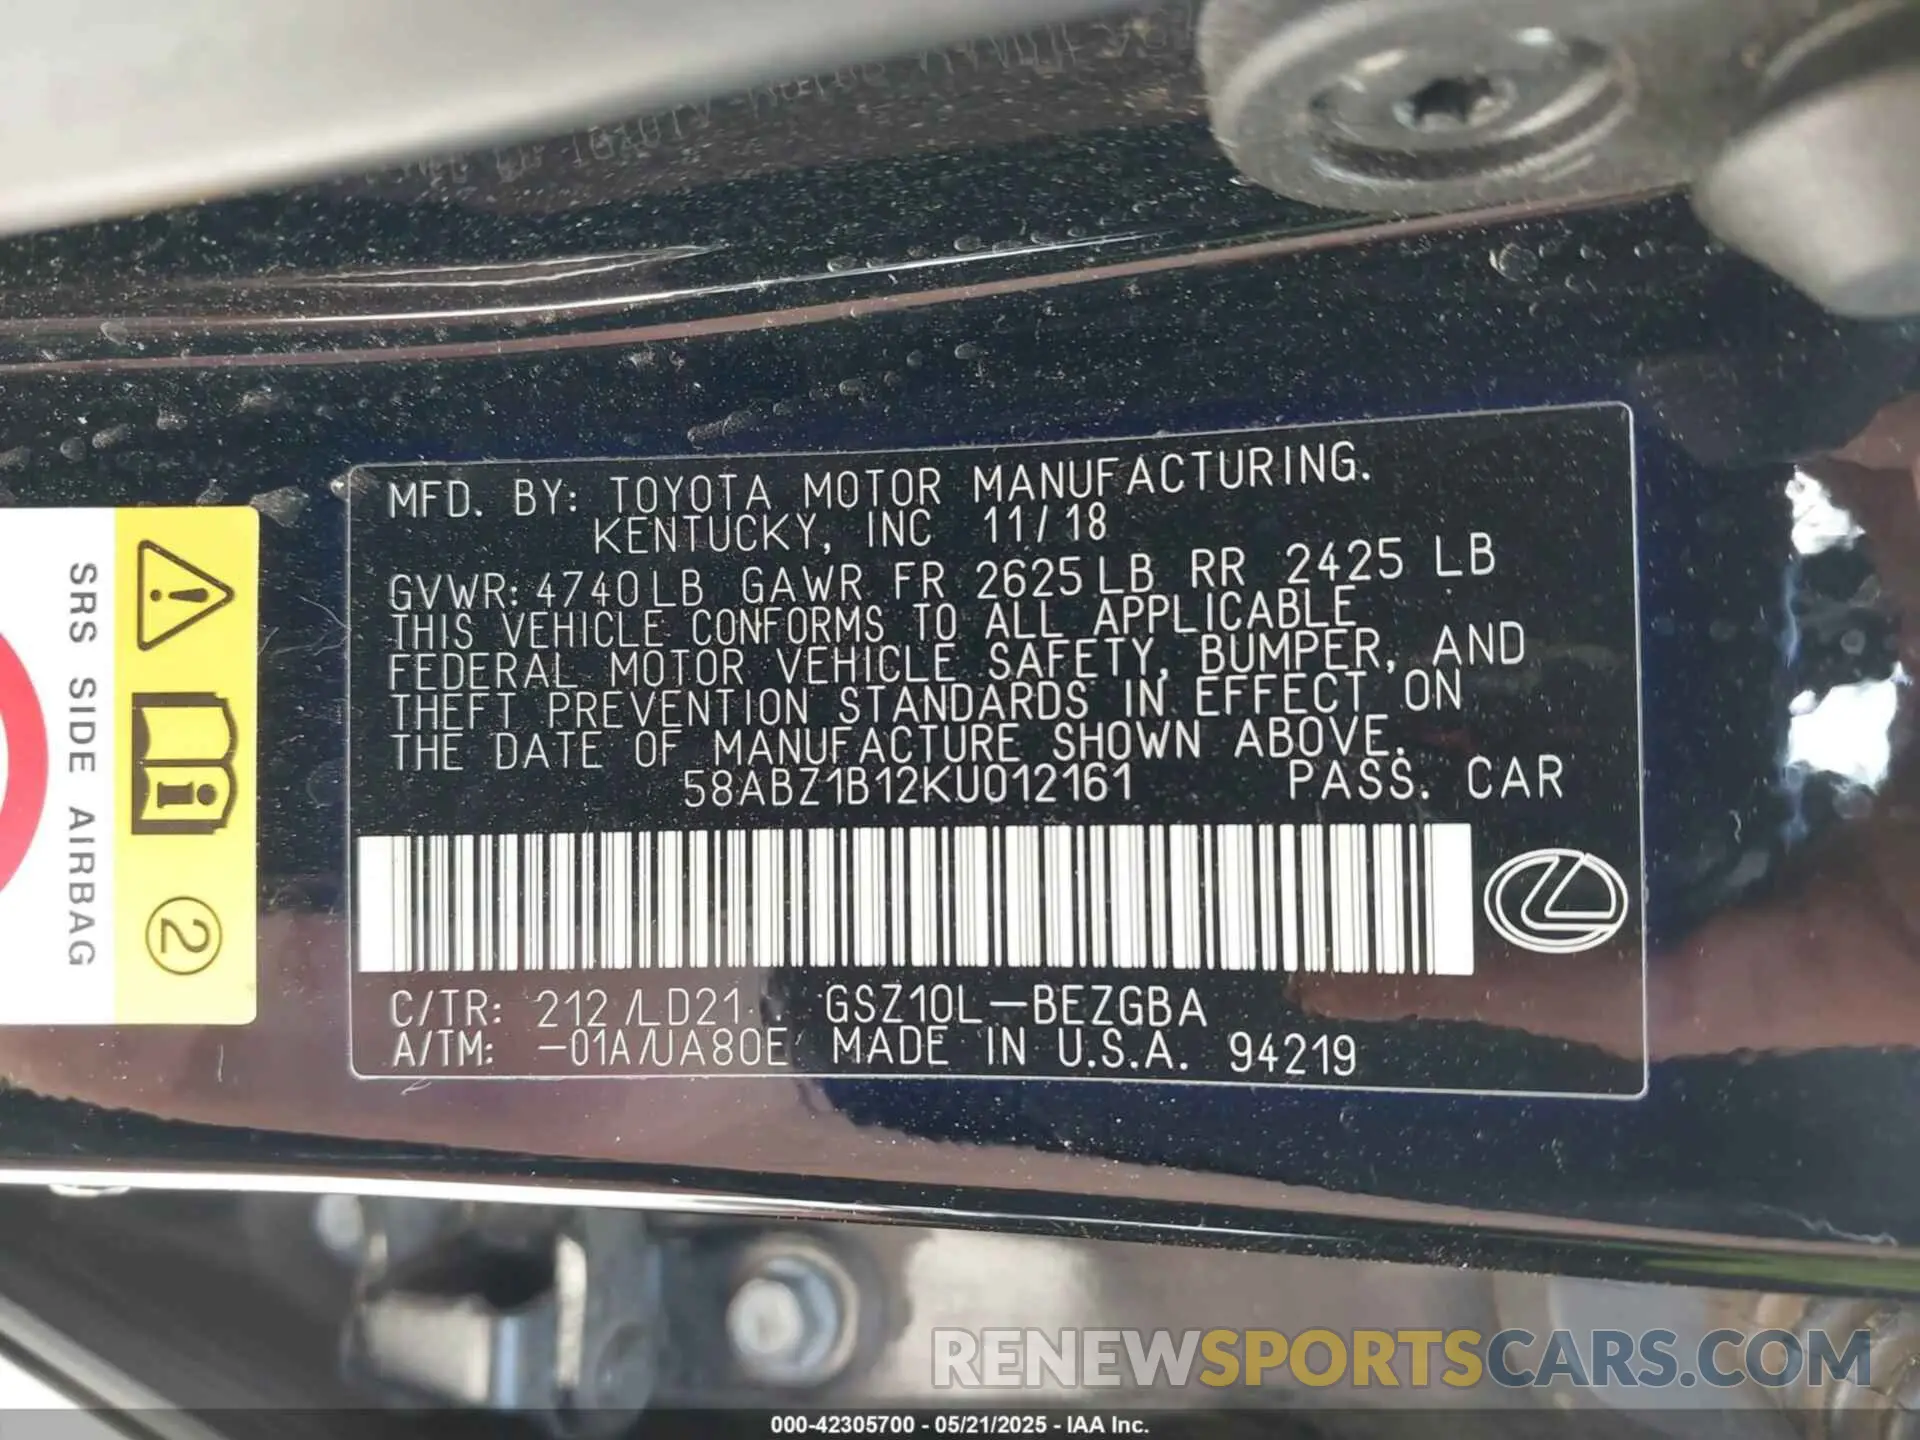 MFD. BY: TOYOTA MOTOR MANUFACTURING.
KENTUCKY, INC 11/18
GVWR: 4740LB GAWR FR 2625LB RR 2425 LB
THIS VEHICLE CONFORMS TO ALL APPLICABLE
FEDERAL MOTOR VEHICLE SAFETY, BUMPER, AND
THEFT PREVENTION STANDARDS IN EFFECT ON
THE DATE OF MANUFACTURE SHOWN ABOVE.
58ABZ1B12KU012161 PASS. CAR
C/TR: 212/LD21 GSZ10L-BEZGBA
A/TM: -01A/UA80E MADE IN U.S.A. 94219
SRS SIDE AIRBAG
2
RENEWSPORTSCARS.COM
000-42305700 - 05/21/2025 - IAA Inc.